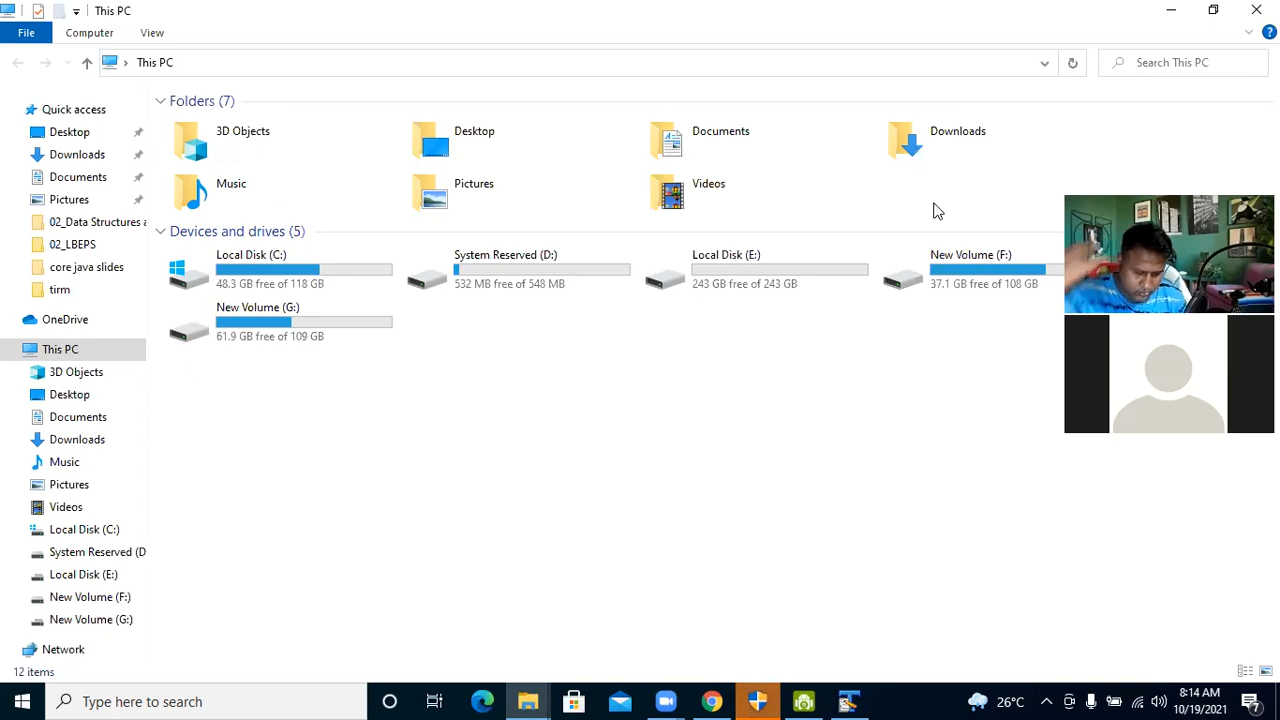 This PC
File Computer View
This PC
Search This PC
Quick access
Desktop
Downloads
Documents
Pictures
02_Data Structures a
02_LBEPS
core java slides
tirm
OneDrive
This PC
3D Objects
Desktop
Documents
Downloads
Music
Pictures
Videos
Local Disk (C:)
System Reserved (D
Local Disk (E:)
New Volume (F:)
New Volume (G:)
Network
Folders (7)
3D Objects
Desktop
Documents
Downloads
Music
Pictures
Videos
Devices and drives (5)
Local Disk (C:)
48.3 GB free of 118 GB
System Reserved (D:)
532 MB free of 548 MB
Local Disk (E:)
243 GB free of 243 GB
New Volume (F:)
37.1 GB free of 108 GB
New Volume (G:)
61.9 GB free of 109 GB
12 items
Type here to search
26°C
8:14 AM
10/19/2021
7